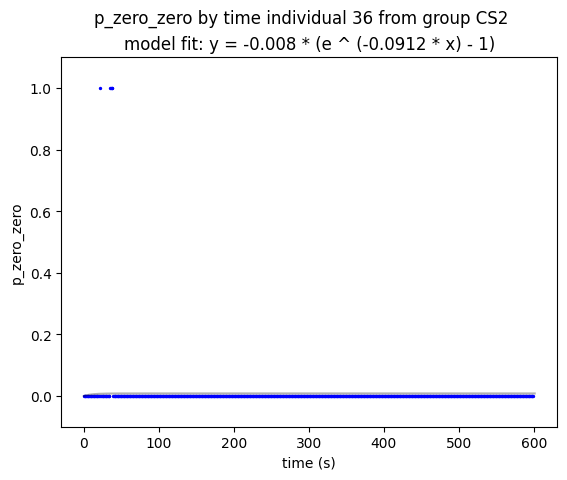 p_zero_zero by time individual 36 from group CS2
model fit: y = -0.008 * (e ^ (-0.0912 * x) - 1)
1.0
0.8
0.6
0.4
0.2
0.0
p_zero_zero
0 100 200 300 400 500 600
time (s)